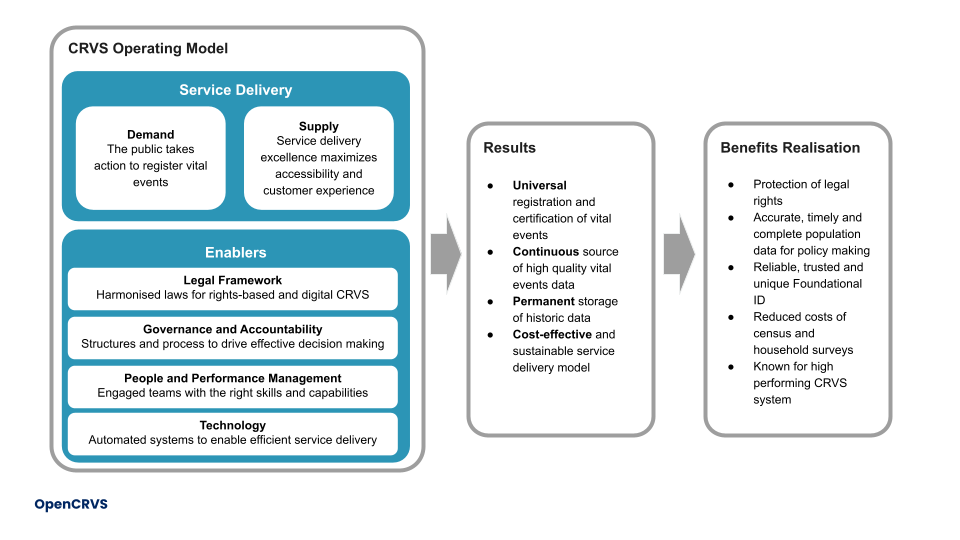 CRVS Operating Model
Service Delivery
Demand
The public takes
action to register vital
events
Supply
Service delivery
excellence maximizes
accessibility and
customer experience
Enablers
Legal Framework
Harmonised laws for rights-based and digital CRVS
Governance and Accountability
Structures and process to drive effective decision making
People and Performance Management
Engaged teams with the right skills and capabilities
Technology
Automated systems to enable efficient service delivery
Results
● Universal
registration and
certification of vital
events
● Continuous source
of high quality vital
events data
● Permanent storage
of historic data
● Cost-effective and
sustainable service
delivery model
Benefits Realisation
● Protection of legal
rights
● Accurate, timely and
complete population
data for policy making
● Reliable, trusted and
unique Foundational
ID
● Reduced costs of
census and
household surveys
● Known for high
performing CRVS
system
OpenCRVS